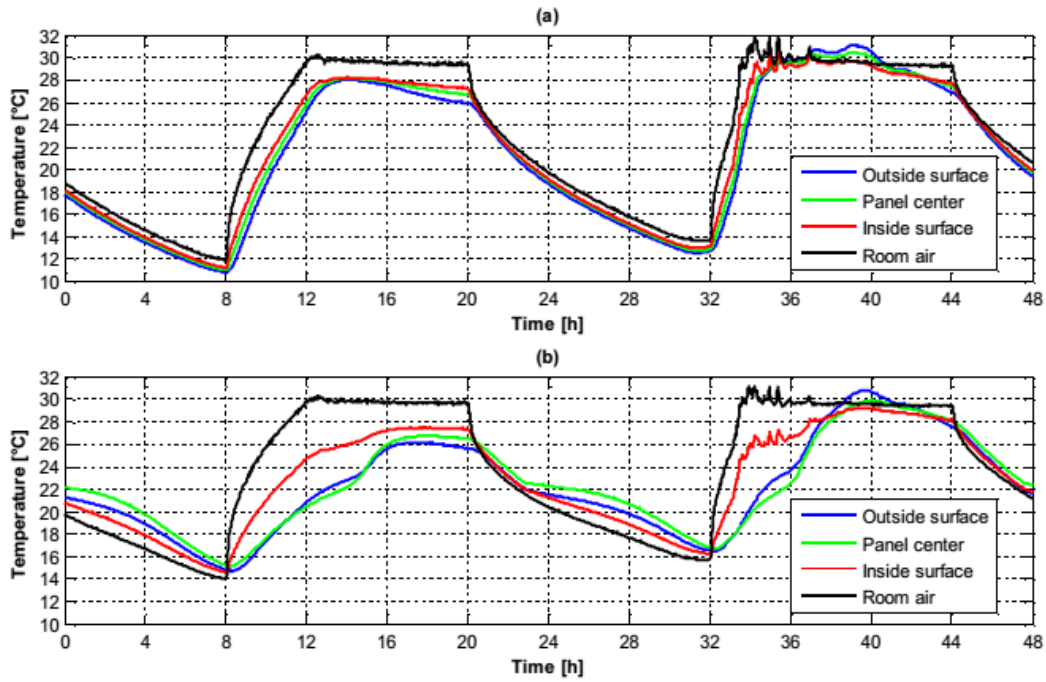 (a)
Temperature [°C]
32
30
28
26
24
22
20
18
16
14
12
10
Outside surface
Panel center
Inside surface
Room air
0 4 8 12 16 20 24 28 32 36 40 44 48
Time [h]
(b)
Temperature [°C]
32
30
28
26
24
22
20
18
16
14
12
10
Outside surface
Panel center
Inside surface
Room air
0 4 8 12 16 20 24 28 32 36 40 44 48
Time [h]